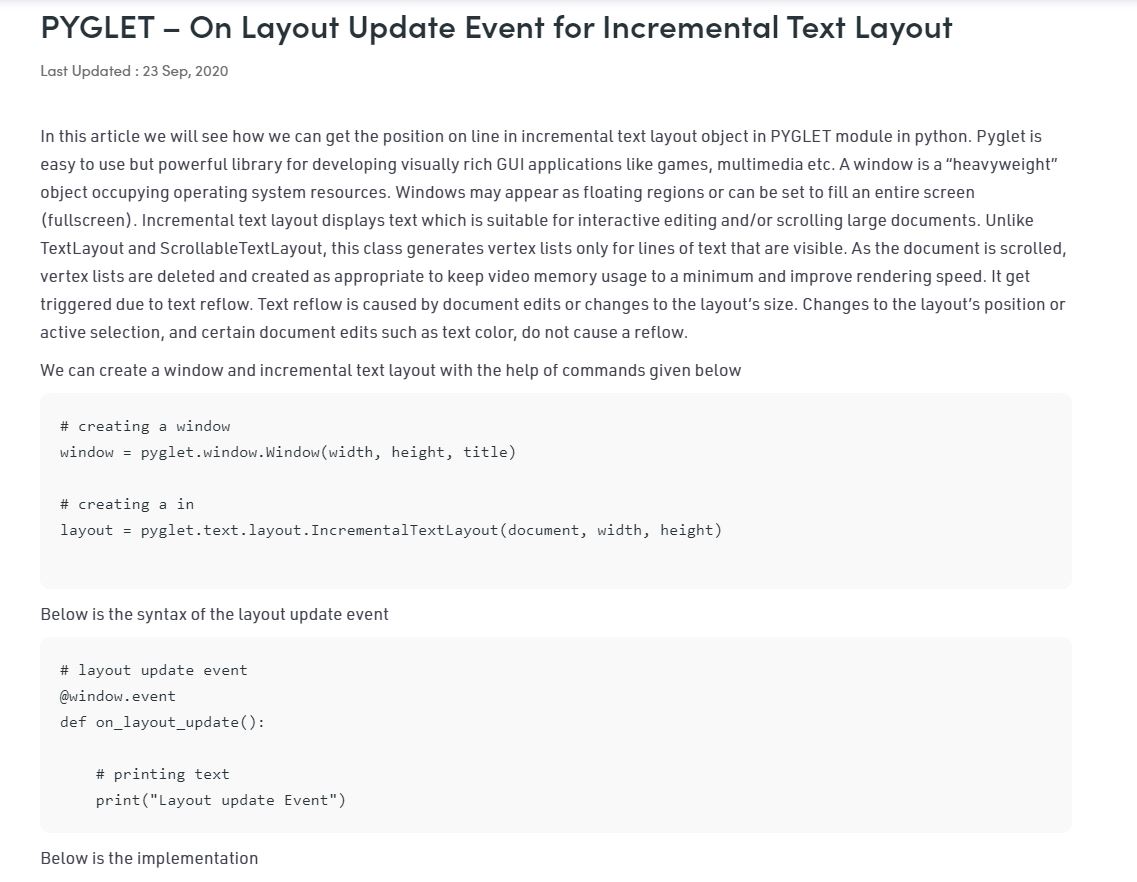 PYGLET – On Layout Update Event for Incremental Text Layout
Last Updated : 23 Sep, 2020
In this article we will see how we can get the position on line in incremental text layout object in PYGLET module in python. Pyglet is
easy to use but powerful library for developing visually rich GUI applications like games, multimedia etc. A window is a “heavyweight”
object occupying operating system resources. Windows may appear as floating regions or can be set to fill an entire screen
(fullscreen). Incremental text layout displays text which is suitable for interactive editing and/or scrolling large documents. Unlike
TextLayout and ScrollableTextLayout, this class generates vertex lists only for lines of text that are visible. As the document is scrolled,
vertex lists are deleted and created as appropriate to keep video memory usage to a minimum and improve rendering speed. It get
triggered due to text reflow. Text reflow is caused by document edits or changes to the layout’s size. Changes to the layout’s position or
active selection, and certain document edits such as text color, do not cause a reflow.
We can create a window and incremental text layout with the help of commands given below
# creating a window
window = pyglet.window.Window(width, height, title)
# creating a in
layout = pyglet.text.layout.IncrementalTextLayout(document, width, height)
Below is the syntax of the layout update event
# layout update event
@window.event
def on_layout_update():
# printing text
print("Layout update Event")
Below is the implementation